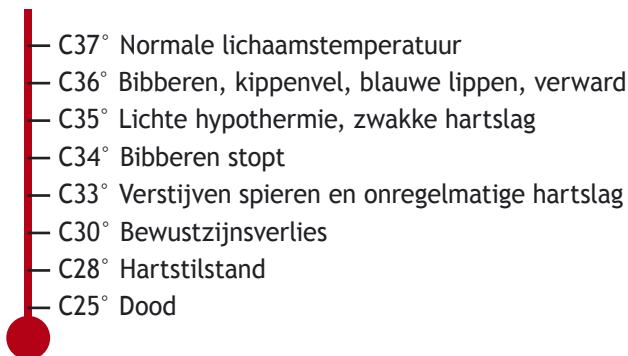 C37° Normale lichaamstemperatuur
C36° Bibberen, kippenvel, blauwe lippen, verward
C35° Lichte hypothermie, zwakke hartslag
C34° Bibberen stopt
C33° Verstijven spieren en onregelmatige hartslag
C30° Bewustzijnsverlies
C28° Hartstilstand
C25° Dood